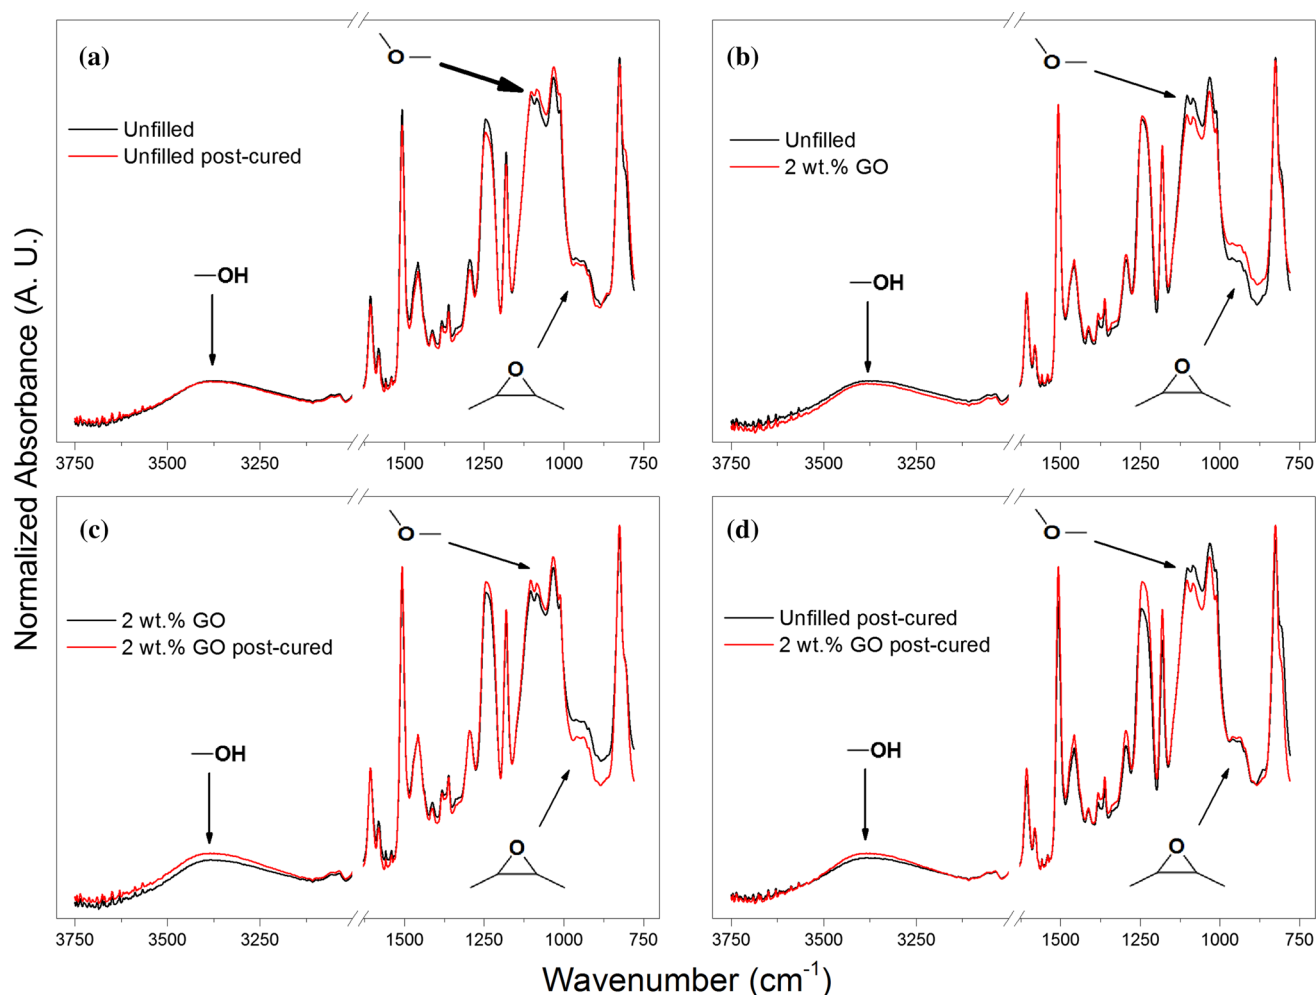 Normalized Absorbance (A. U.)
(a)
O
Unfilled
Unfilled post-cured
—OH
O
3750 3500 3250 1500 1250 1000 750
(b)
O
Unfilled
2 wt.% GO
—OH
O
3750 3500 3250 1500 1250 1000 750
(c)
O
2 wt.% GO
2 wt.% GO post-cured
—OH
O
3750 3500 3250 1500 1250 1000 750
(d)
O
Unfilled post-cured
2 wt.% GO post-cured
—OH
O
3750 3500 3250 1500 1250 1000 750
Wavenumber (cm⁻¹)